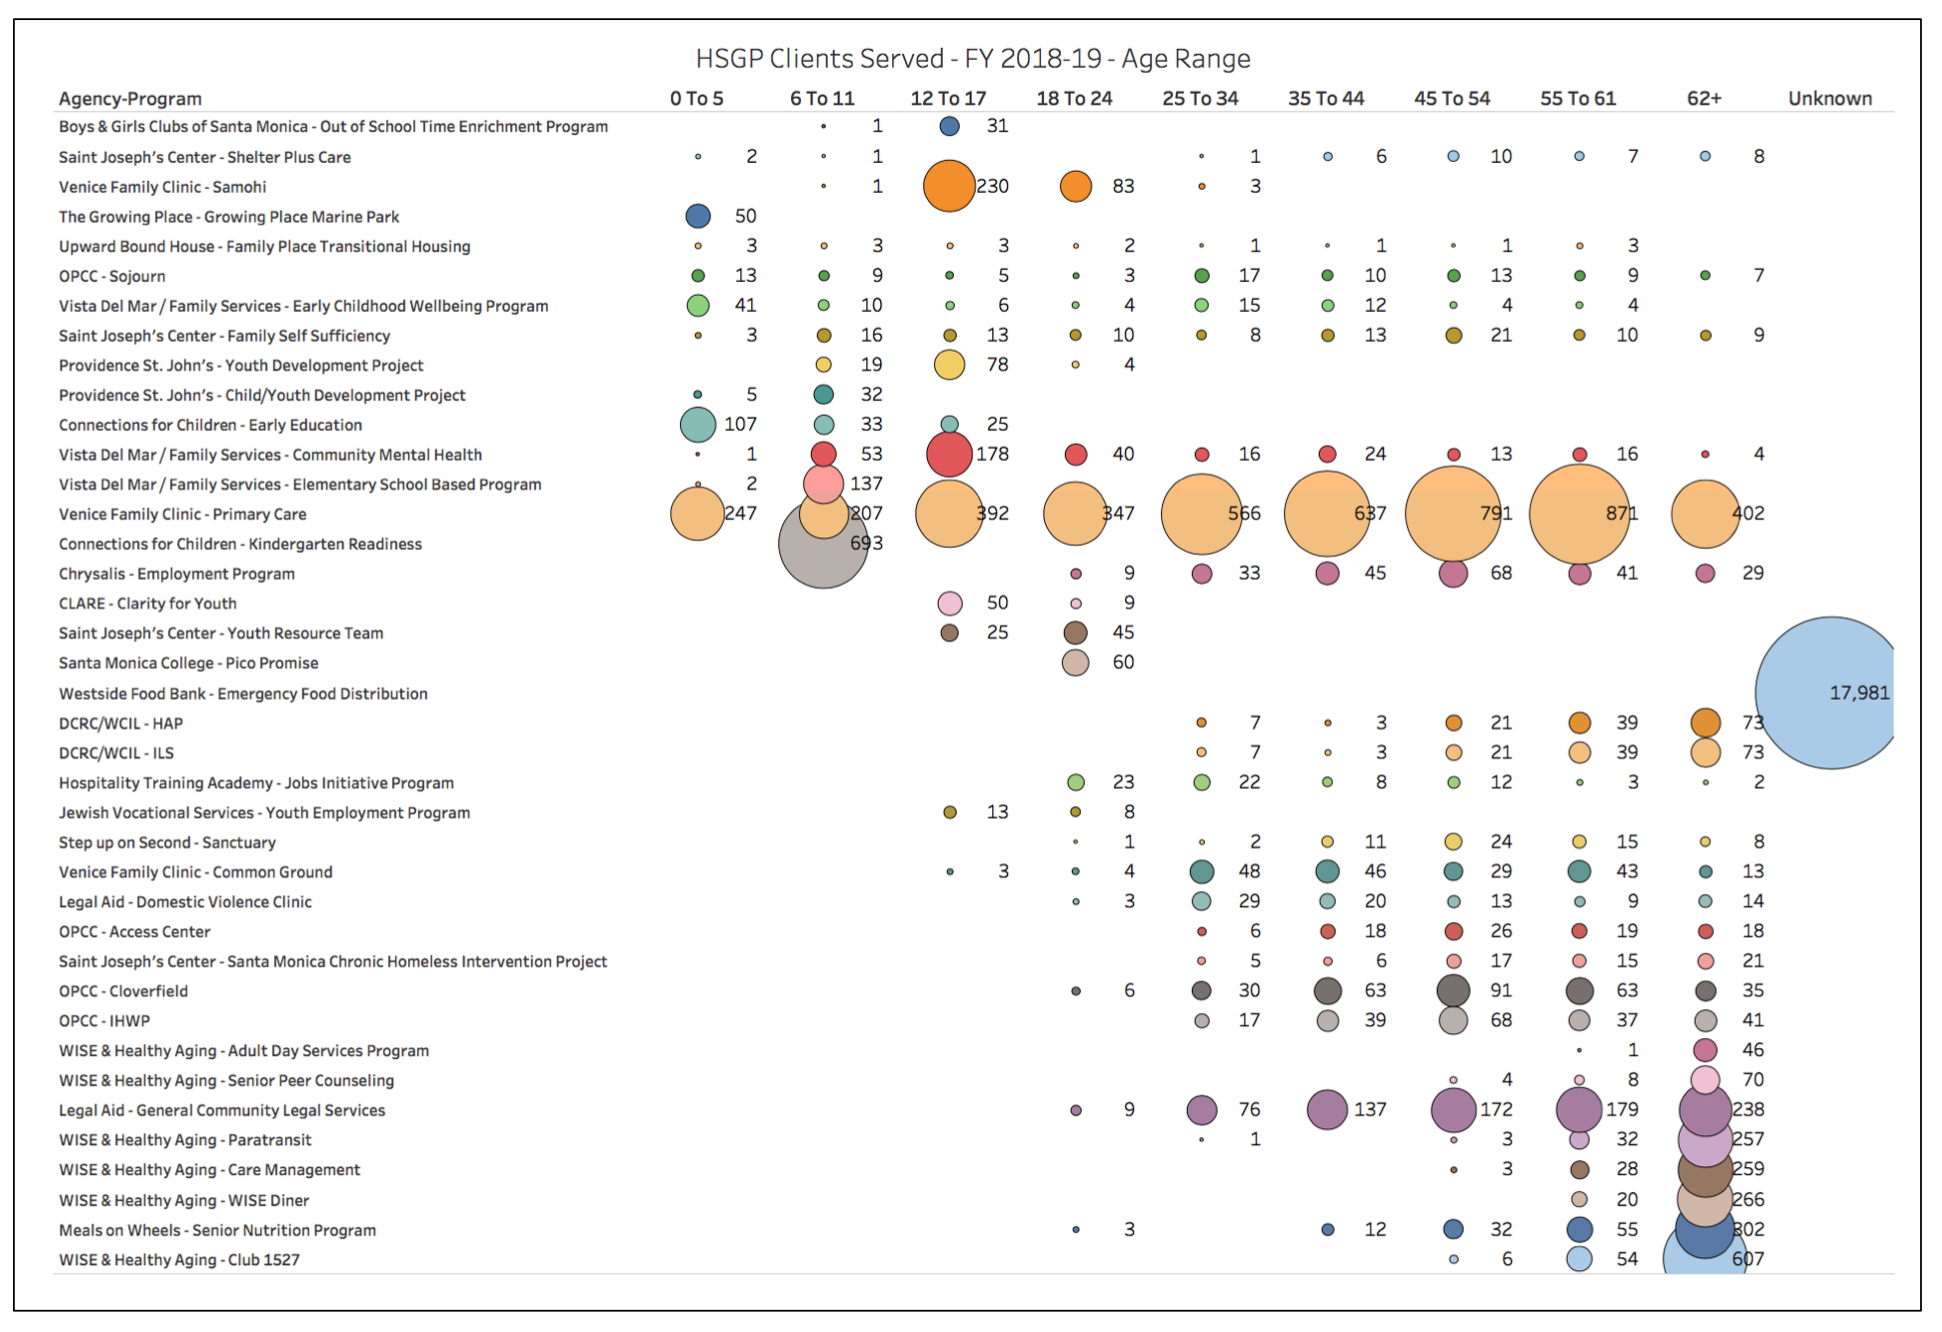 HSGP Clients Served - FY 2018-19 - Age Range
Agency-Program 0 To 5 6 To 11 12 To 17 18 To 24 25 To 34 35 To 44 45 To 54 55 To 61 62+ Unknown
Boys & Girls Clubs of Santa Monica - Out of School Time Enrichment Program 1 31
Saint Joseph's Center - Shelter Plus Care 2 1 1 6 10 7 8
Venice Family Clinic - Samohi 1 230 83 3
The Growing Place - Growing Place Marine Park 50
Upward Bound House - Family Place Transitional Housing 3 3 3 2 1 1 1 3
OPCC - Sojourn 13 9 5 3 17 10 13 9 7
Vista Del Mar / Family Services - Early Childhood Wellbeing Program 41 10 6 4 15 12 4 4
Saint Joseph's Center - Family Self Sufficiency 3 16 13 10 8 13 21 10 9
Providence St. John's - Youth Development Project 19 78 4
Providence St. John's - Child/Youth Development Project 5 32
Connections for Children - Early Education 107 33 25
Vista Del Mar / Family Services - Community Mental Health 1 53 178 40 16 24 13 16 4
Vista Del Mar / Family Services - Elementary School Based Program 2 137
Venice Family Clinic - Primary Care 247 207 392 347 566 637 791 871 402
Connections for Children - Kindergarten Readiness 693
Chrysalis - Employment Program 9 33 45 68 41 29
CLARE - Clarity for Youth 50 9
Saint Joseph's Center - Youth Resource Team 25 45
Santa Monica College - Pico Promise 60
Westside Food Bank - Emergency Food Distribution 17,981
DCRC/WCIL - HAP 7 3 21 39 73
DCRC/WCIL - ILS 7 3 21 39 73
Hospitality Training Academy - Jobs Initiative Program 23 22 8 12 3 2
Jewish Vocational Services - Youth Employment Program 13 8
Step up on Second - Sanctuary 1 2 11 24 15 8
Venice Family Clinic - Common Ground 3 4 48 46 29 43 13
Legal Aid - Domestic Violence Clinic 3 29 20 13 9 14
OPCC - Access Center 6 18 26 19 18
Saint Joseph's Center - Santa Monica Chronic Homeless Intervention Project 5 6 17 15 21
OPCC - Cloverfield 6 30 63 91 63 35
OPCC - IHWP 17 39 68 37 41
WISE & Healthy Aging - Adult Day Services Program 1 46
WISE & Healthy Aging - Senior Peer Counseling 4 8 70
Legal Aid - General Community Legal Services 9 76 137 172 179 238
WISE & Healthy Aging - Paratransit 1 3 32 257
WISE & Healthy Aging - Care Management 3 28 259
WISE & Healthy Aging - WISE Diner 20 266
Meals on Wheels - Senior Nutrition Program 3 12 32 55 302
WISE & Healthy Aging - Club 1527 6 54 607